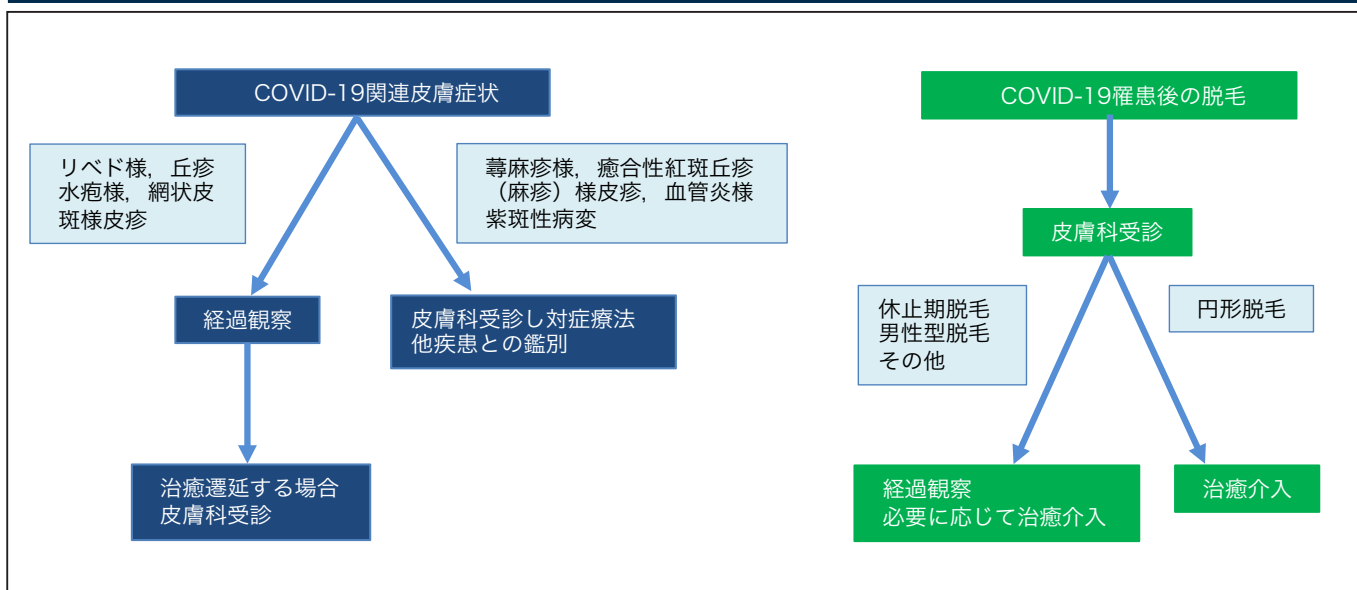 COVID-19関連皮膚症状
リベド様，丘疹
水疱様，網状皮
斑様皮疹
蕁麻疹様，癒合性紅斑丘疹
（麻疹）様皮疹，血管炎様
紫斑性病変
経過観察
皮膚科受診し対症療法
他疾患との鑑別
治癒遷延する場合
皮膚科受診
COVID-19罹患後の脱毛
皮膚科受診
休止期脱毛
男性型脱毛
その他
円形脱毛
経過観察
必要に応じて治癒介入
治癒介入